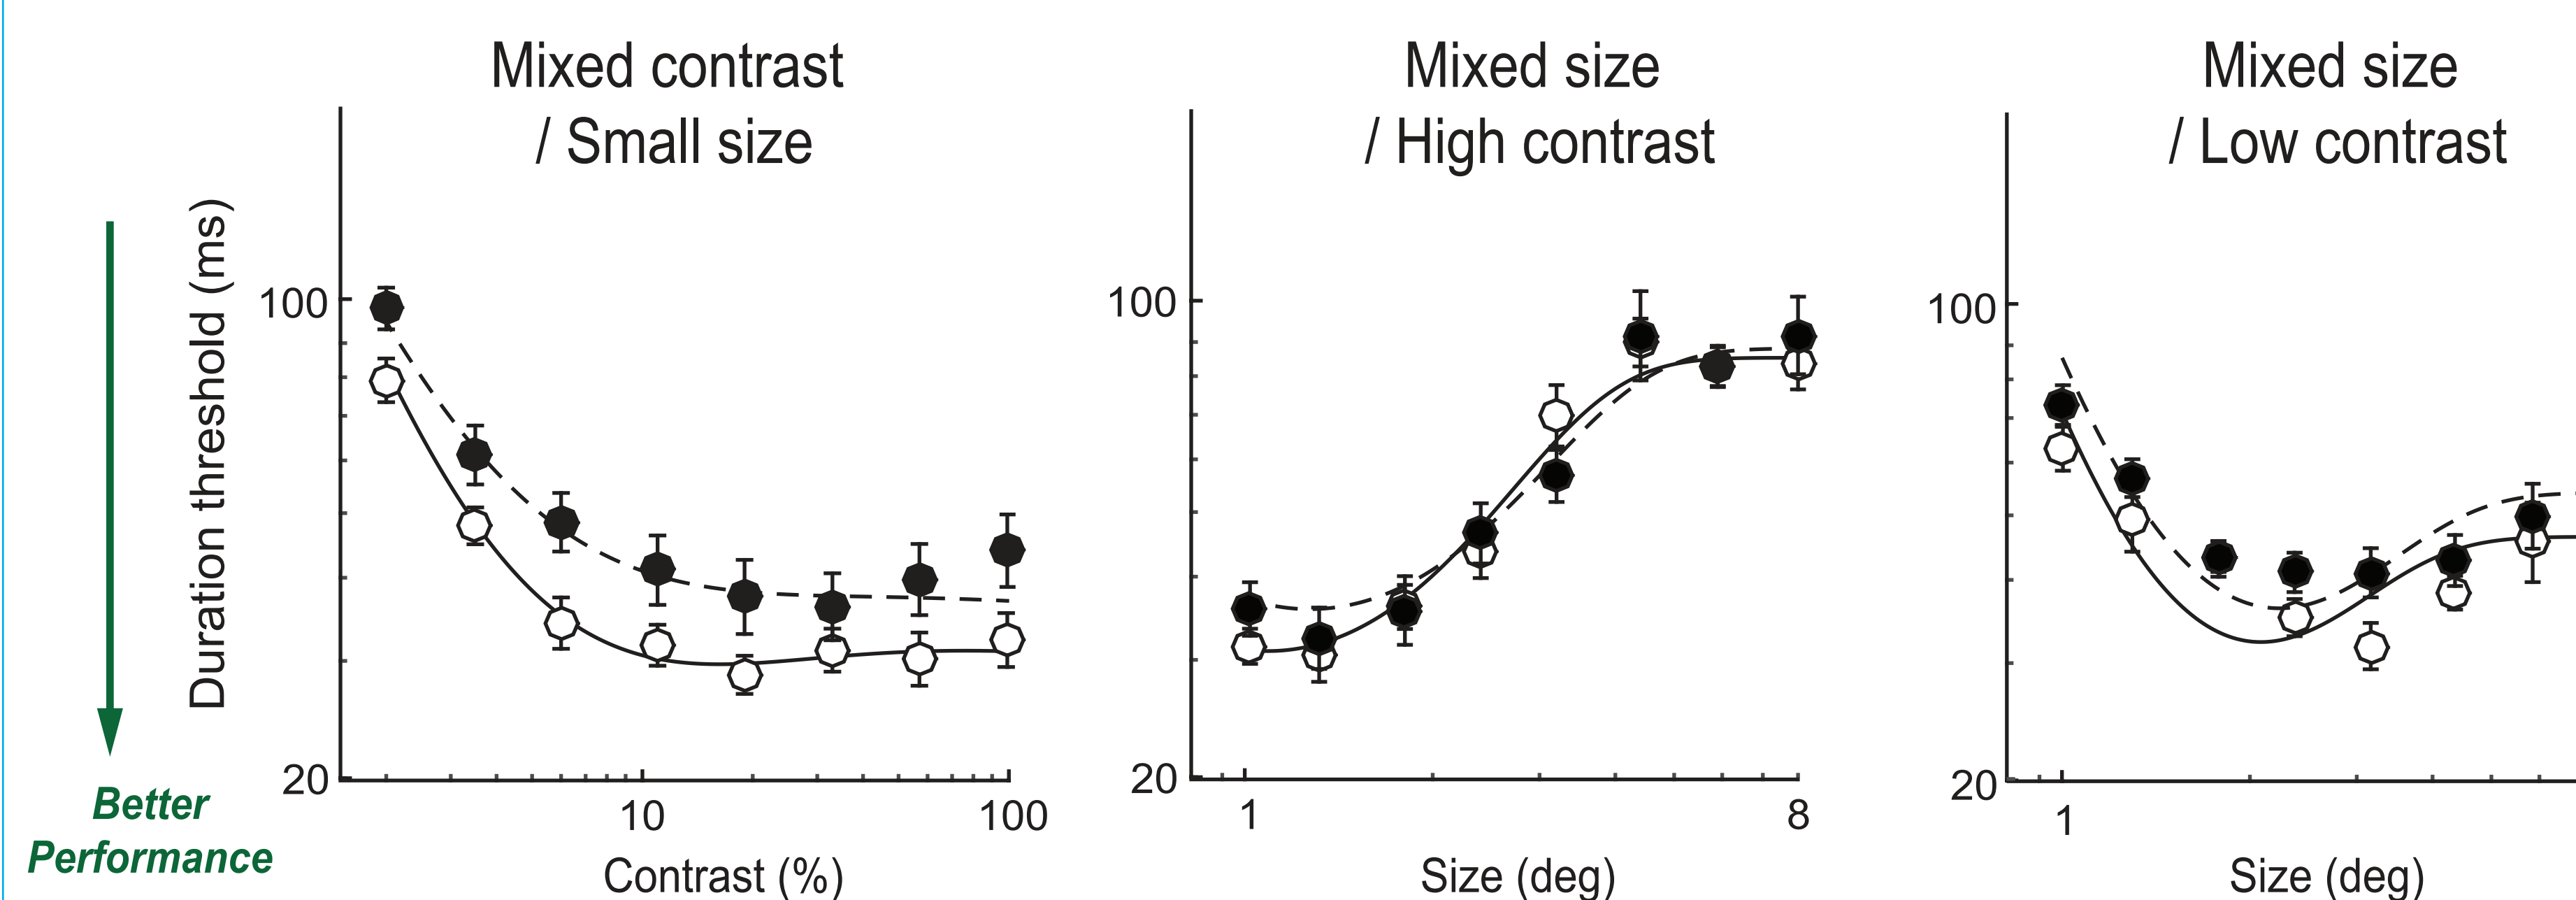 Mixed contrast
/ Small size
Mixed size
/ High contrast
Mixed size
/ Low contrast
Duration threshold (ms)
100
20
10
100
Contrast (%)
100
20
1
8
Size (deg)
100
20
1
Size (deg)
Better
Performance